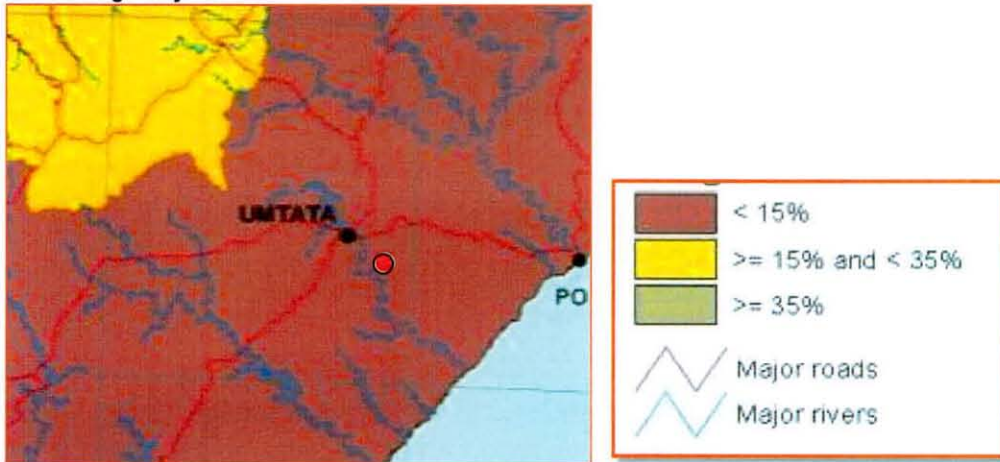 UMTATA
PO
< 15%
>= 15% and < 35%
>= 35%
Major roads
Major rivers